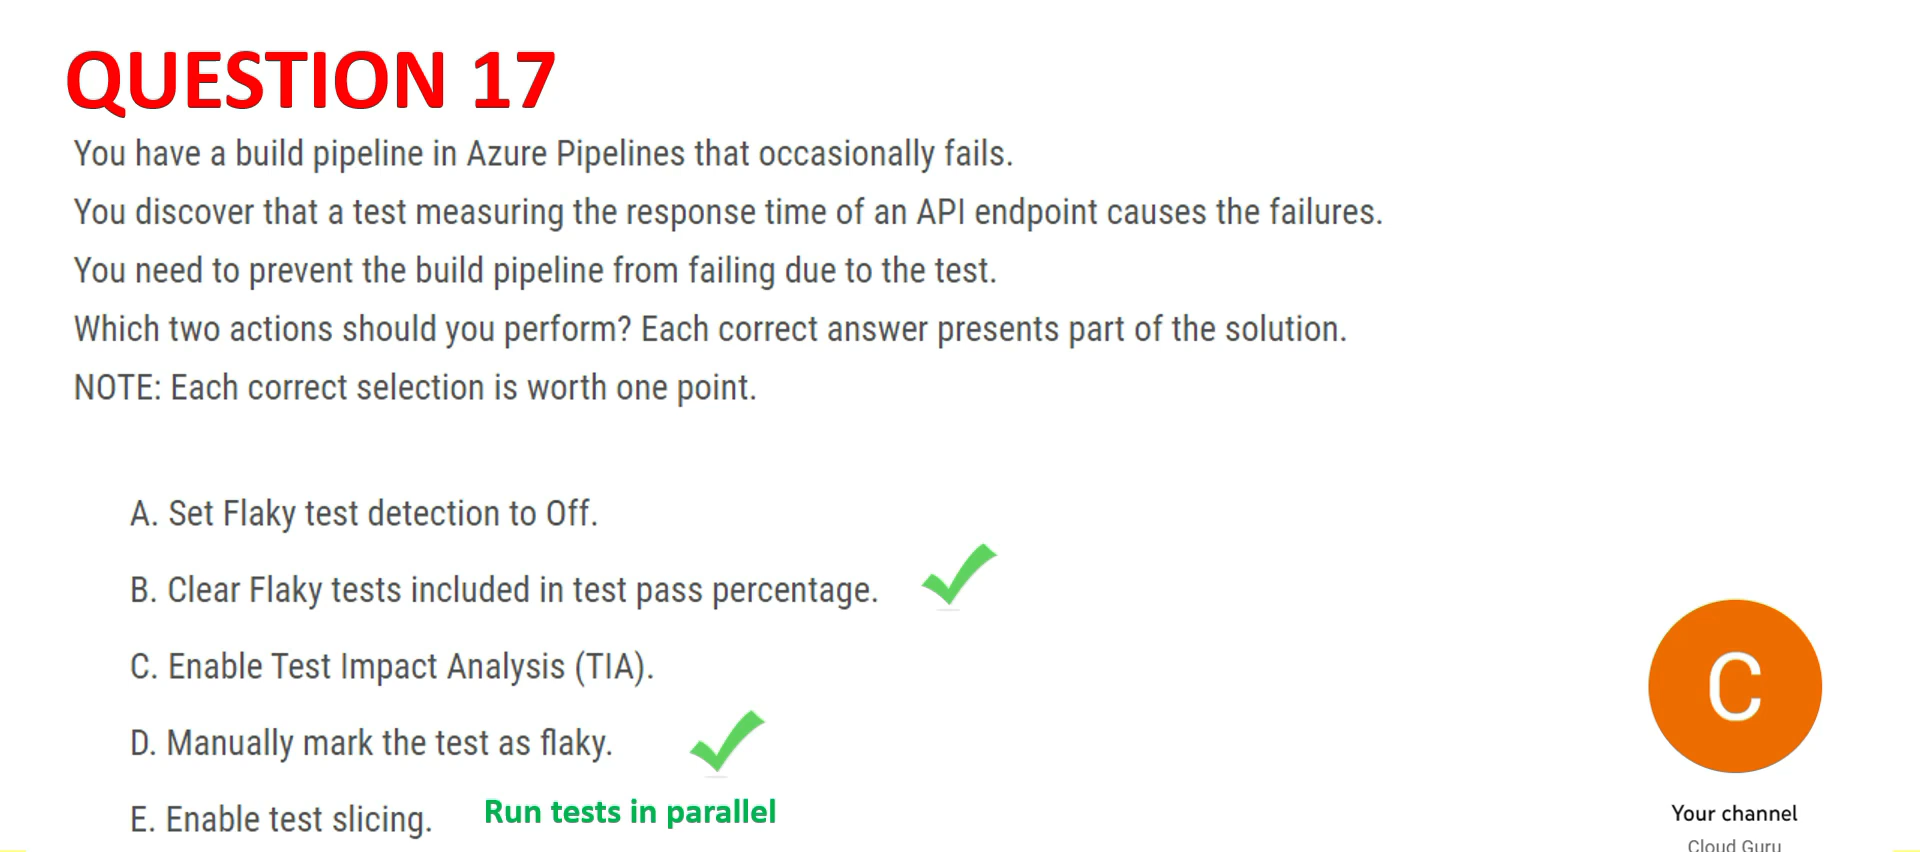 QUESTION 17
You have a build pipeline in Azure Pipelines that occasionally fails.
You discover that a test measuring the response time of an API endpoint causes the failures.
You need to prevent the build pipeline from failing due to the test.
Which two actions should you perform? Each correct answer presents part of the solution.
NOTE: Each correct selection is worth one point.
A. Set Flaky test detection to Off.
B. Clear Flaky tests included in test pass percentage.
C. Enable Test Impact Analysis (TIA).
D. Manually mark the test as flaky.
E. Enable test slicing.
Run tests in parallel
C
Your channel
Cloud Guru